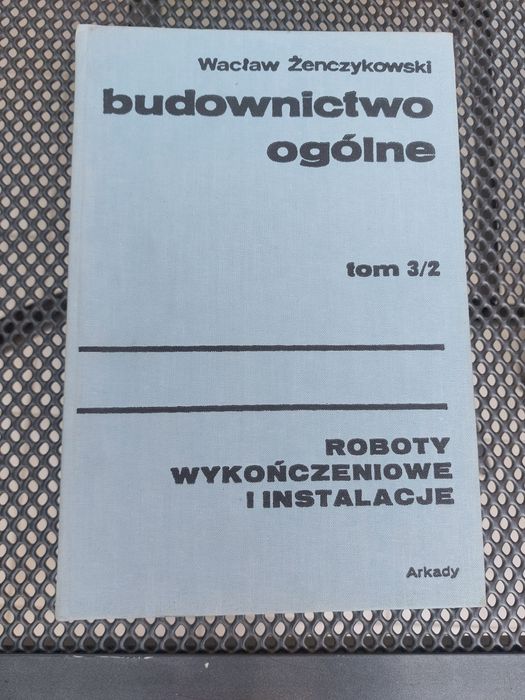 Wacław Żenczykowski
budownictwo
ogólne
tom 3/2
ROBOTY
WYKOŃCZENIOWE
I INSTALACJE
Arkady